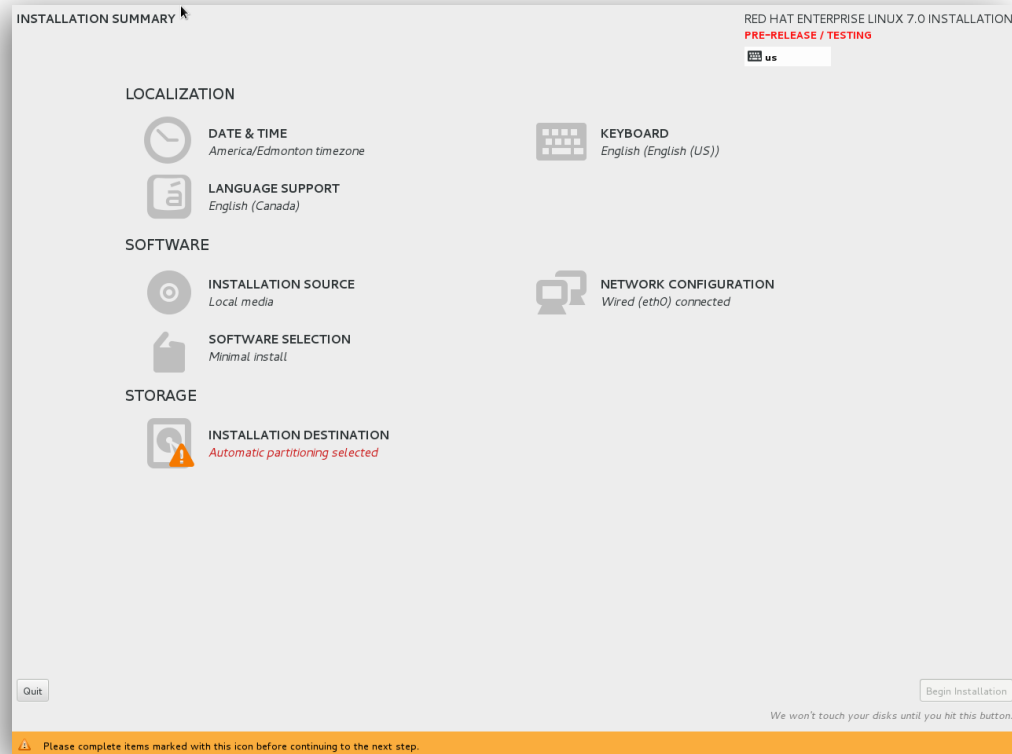 INSTALLATION SUMMARY
RED HAT ENTERPRISE LINUX 7.0 INSTALLATION
PRE-RELEASE / TESTING
us
LOCALIZATION
DATE & TIME
America/Edmonton timezone
KEYBOARD
English (English (US))
LANGUAGE SUPPORT
English (Canada)
SOFTWARE
INSTALLATION SOURCE
Local media
NETWORK CONFIGURATION
Wired (eth0) connected
SOFTWARE SELECTION
Minimal install
STORAGE
INSTALLATION DESTINATION
Automatic partitioning selected
Quit
Begin Installation
We won't touch your disks until you hit this button.
Please complete items marked with this icon before continuing to the next step.